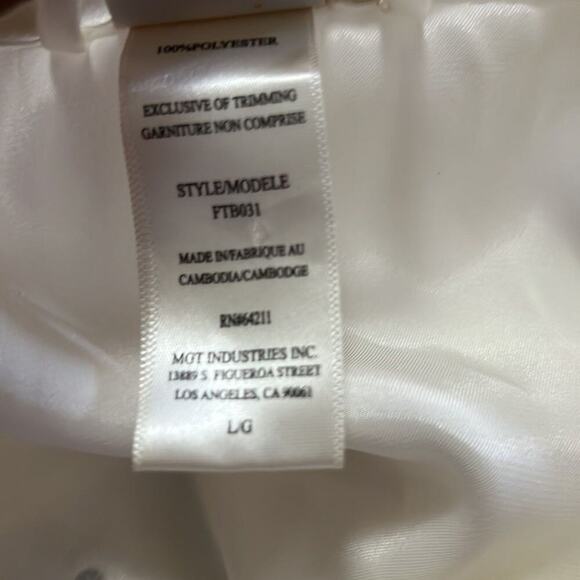 100%POLYESTER
EXCLUSIVE OF TRIMMING
GARNITURE NON COMPRISE
STYLE/MODELE
FTB031
MADE IN/FABRIQUE AU
CAMBODIA/CAMBODGE
RN#64211
MGT INDUSTRIES INC.
13889 S. FIGUEROA STREET
LOS ANGELES, CA 90061
L/G